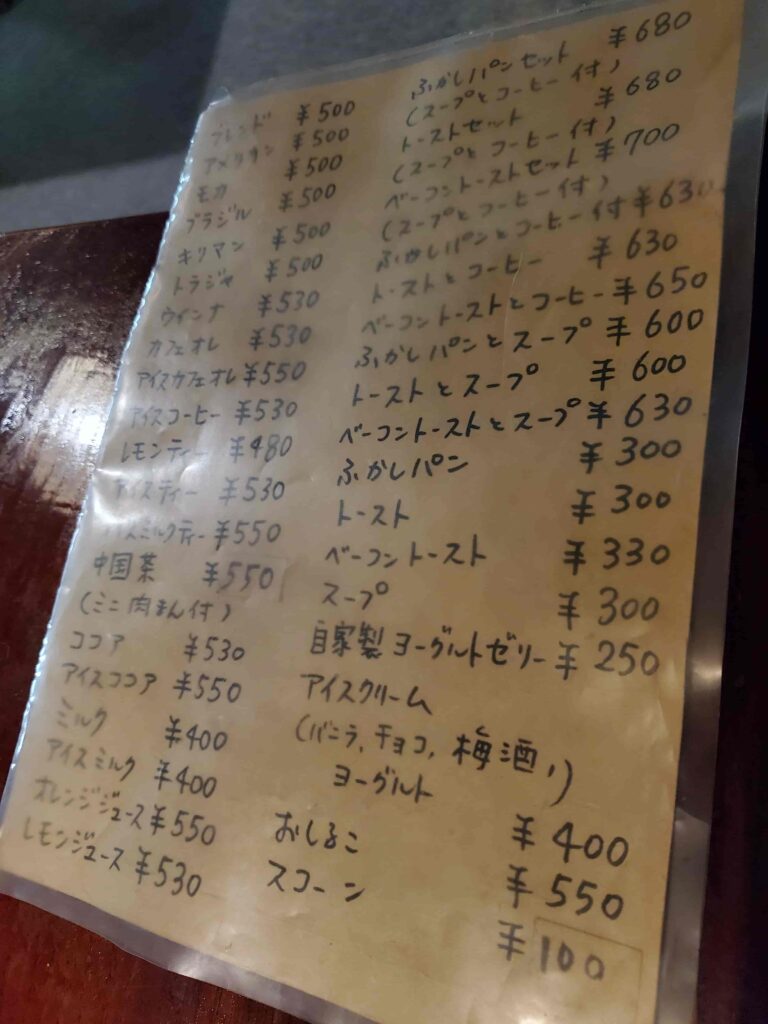 ブレンド ¥500
アメリカン ¥500
モカ ¥500
ブラジル ¥500
キリマン ¥500
トラジャ ¥500
ウインナ ¥530
カフェオレ ¥530
アイスカフェオレ ¥550
アイスコーヒー ¥530
レモンティー ¥480
アイスティー ¥530
アイスミルクティー ¥550
中国茶 ¥550
(ミニ肉まん付)
ココア ¥530
アイスココア ¥550
ミルク ¥400
アイスミルク ¥400
オレンジジュース ¥550
レモンジュース ¥530
ふかしパンセット ¥680
(スープとコーヒー付)
トーストセット ¥680
(スープとコーヒー付)
ベーコントーストセット ¥700
(スープとコーヒー付)
ふかしパンとコーヒー付 ¥630
トーストとコーヒー ¥630
ベーコントーストとコーヒー ¥650
ふかしパンとスープ ¥600
トーストとスープ ¥600
ベーコントーストとスープ ¥630
ふかしパン ¥300
トースト ¥300
ベーコントースト ¥330
スープ ¥300
自家製ヨーグルトゼリー ¥250
アイスクリーム
(バニラ,チョコ,梅酒,)
ヨーグルト ¥400
おしるこ ¥550
スコーン ¥100